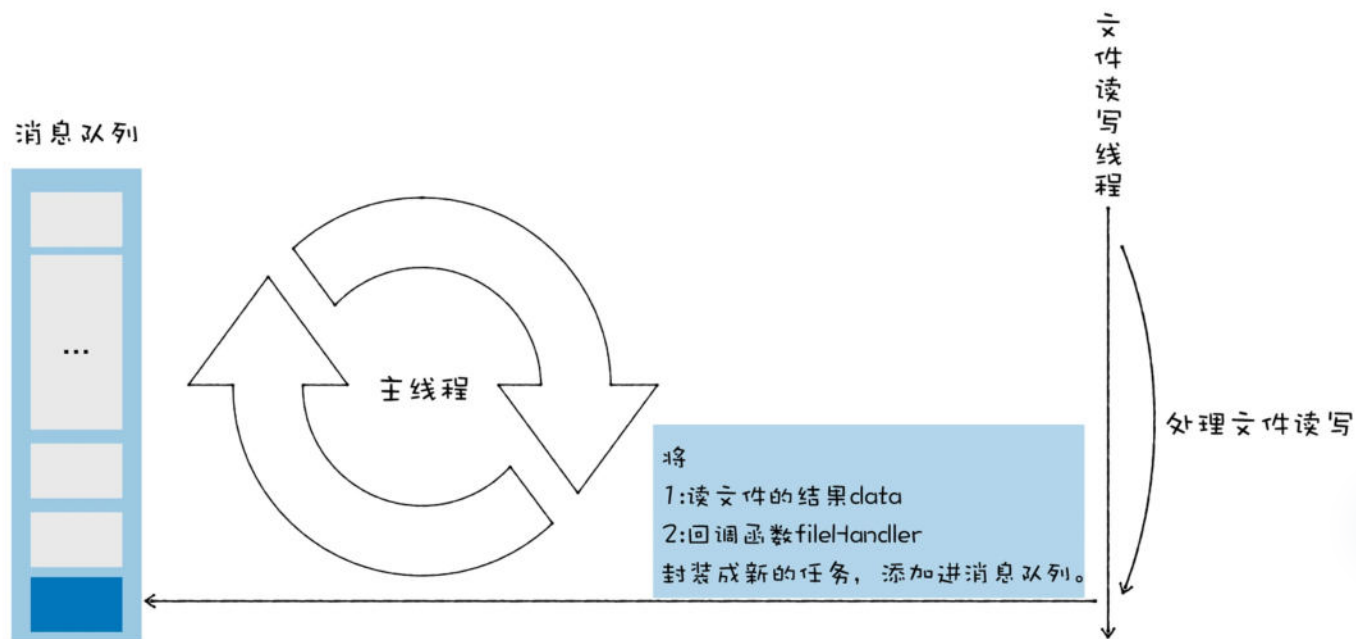 文件读写线程
消息队列
...
主线程
处理文件读写
将
1:读文件的结果data
2:回调函数fileHandler
封装成新的任务，添加进消息队列。